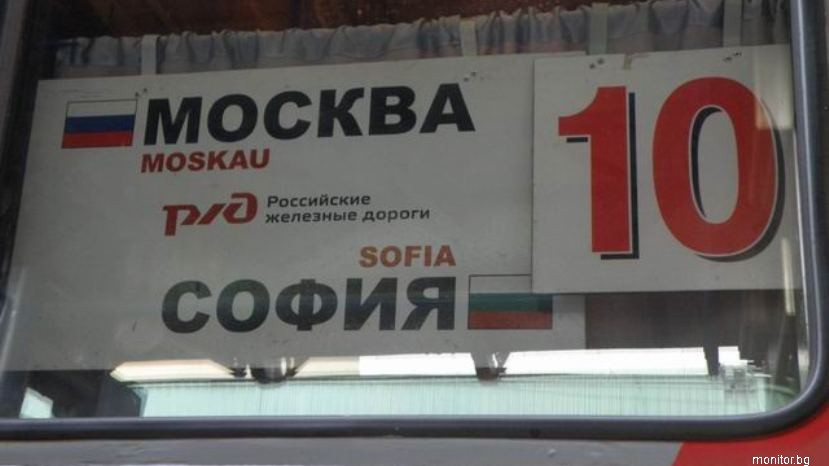 МОСКВА
MOSKAU
10
ржд Российские
железные дороги
SOFIA
СОФИЯ
monitor.bg